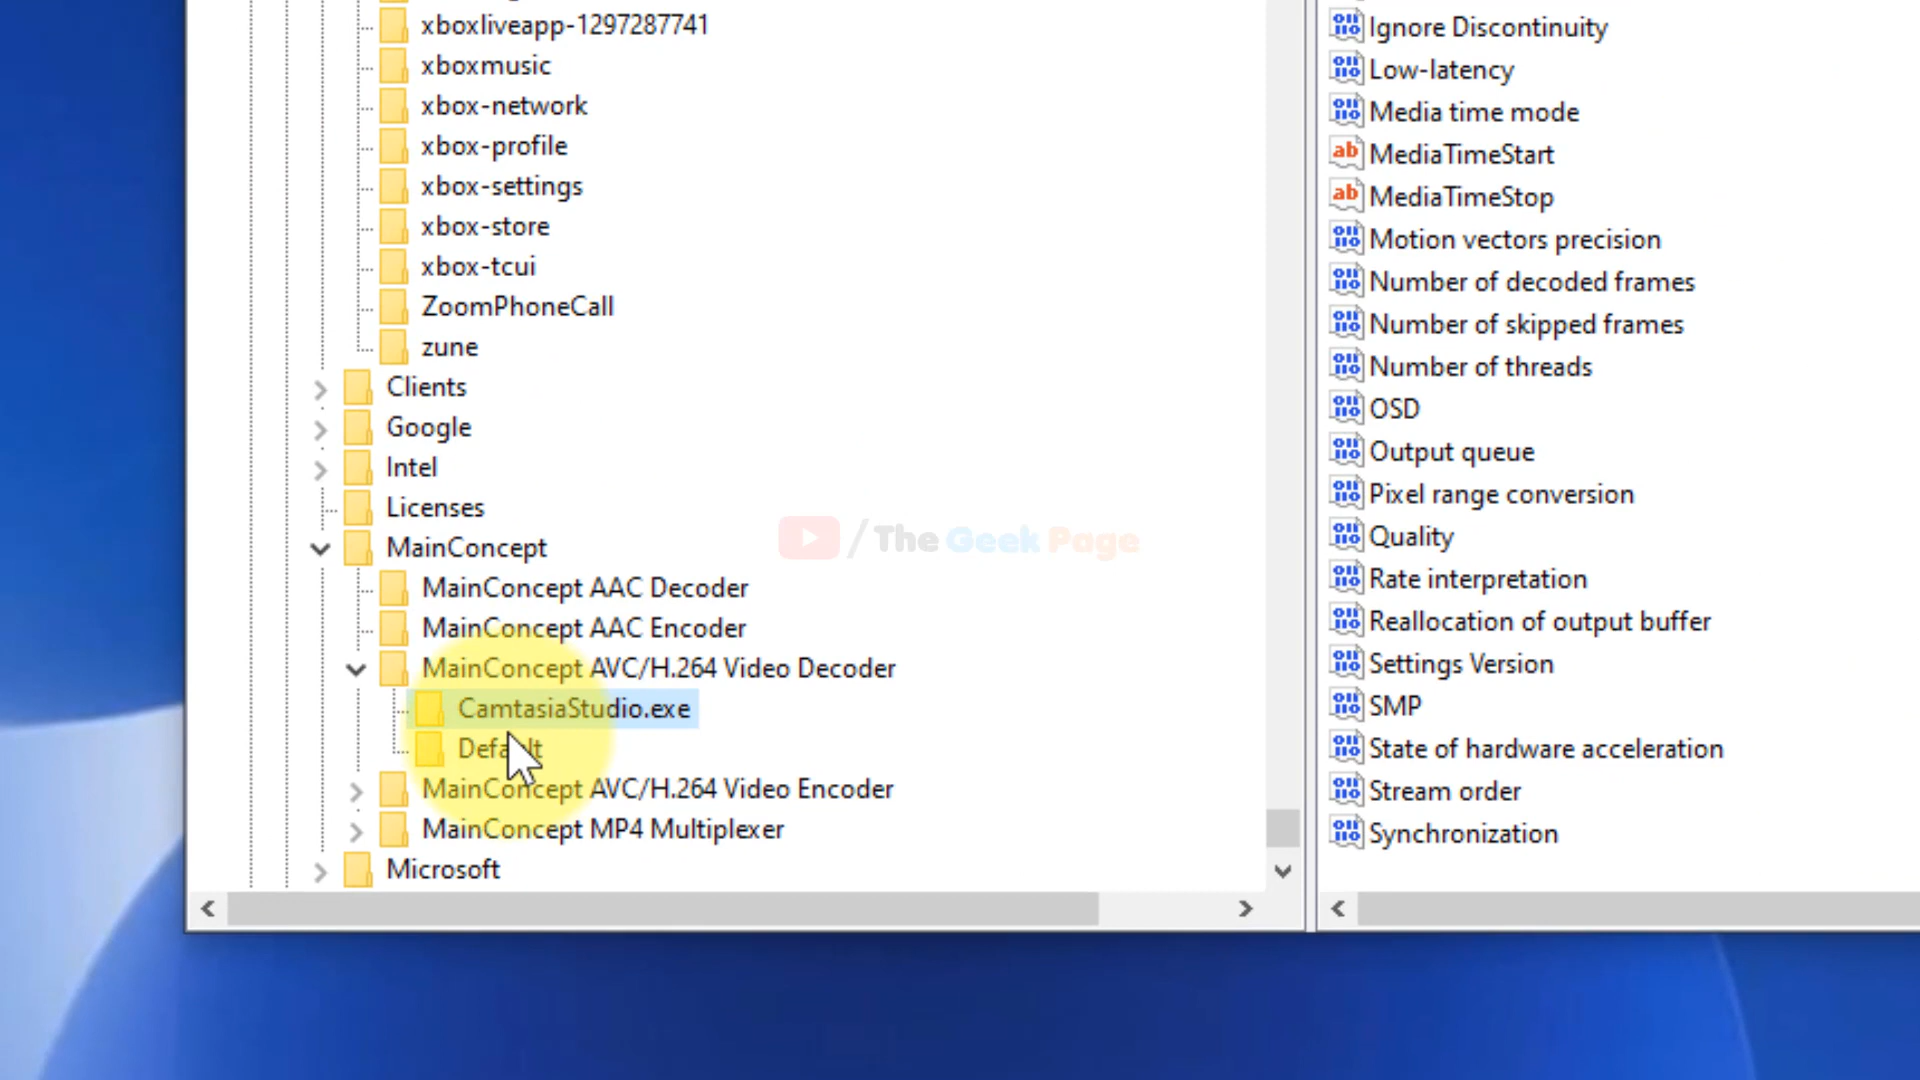 xboxliveapp-1297287741
xboxmusic
xbox-network
xbox-profile
xbox-settings
xbox-store
xbox-tcui
ZoomPhoneCall
zune
Clients
Google
Intel
Licenses
MainConcept
MainConcept AAC Decoder
MainConcept AAC Encoder
MainConcept AVC/H.264 Video Decoder
CamtasiaStudio.exe
Default
MainConcept AVC/H.264 Video Encoder
MainConcept MP4 Multiplexer
Microsoft
/The Geek Page
Ignore Discontinuity
Low-latency
Media time mode
MediaTimeStart
MediaTimeStop
Motion vectors precision
Number of decoded frames
Number of skipped frames
Number of threads
OSD
Output queue
Pixel range conversion
Quality
Rate interpretation
Reallocation of output buffer
Settings Version
SMP
State of hardware acceleration
Stream order
Synchronization